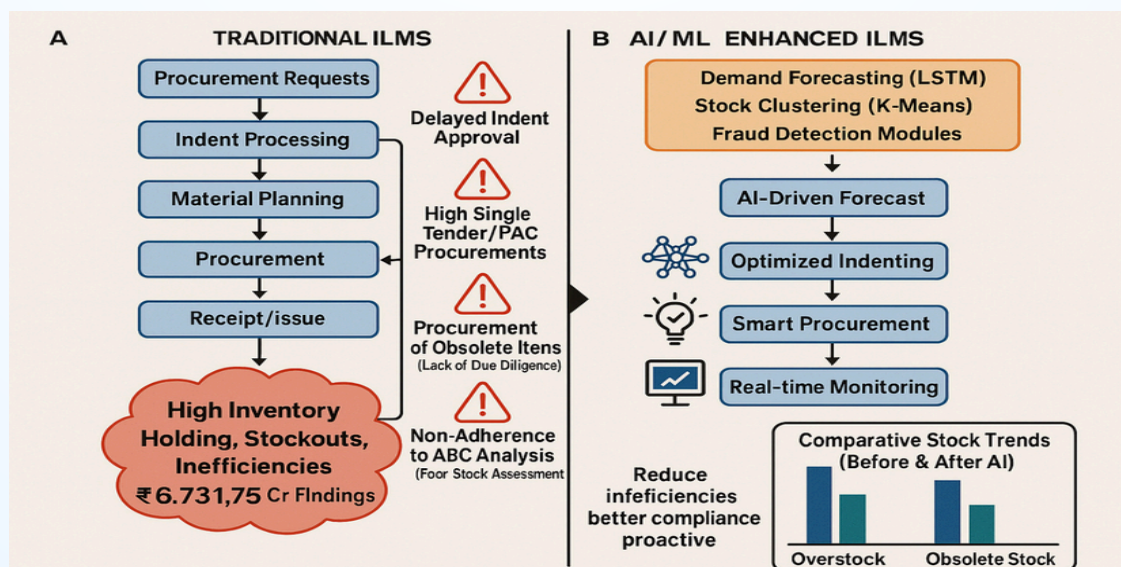 A TRADITIONNAL ILMS
Procurement Requests
Indent Processing
Material Planning
Procurement
Receipt/issue
High Inventory
Holding, Stockouts,
Inefficiencies
₹6.731,75 Cr FIndings
Delayed Indent
Approval
High Single
Tender/PAC
Procurements
Procurement
of Obsolete Itens
(Lack of Due Diligence)
Non-Adherence
to ABC Analysis
(Foor Stock Assessment
B AI/ML ENHANCED ILMS
Demand Forecasting (LSTM)
Stock Clustering (K-Means)
Fraud Detection Modules
AI-Driven Forecast
Optimized Indenting
Smart Procurement
Real-time Monitoring
Reduce
infeficiencies
better compliance
proactive
Comparative Stock Trends
(Before & After AI)
Overstock
Obsolete Stock